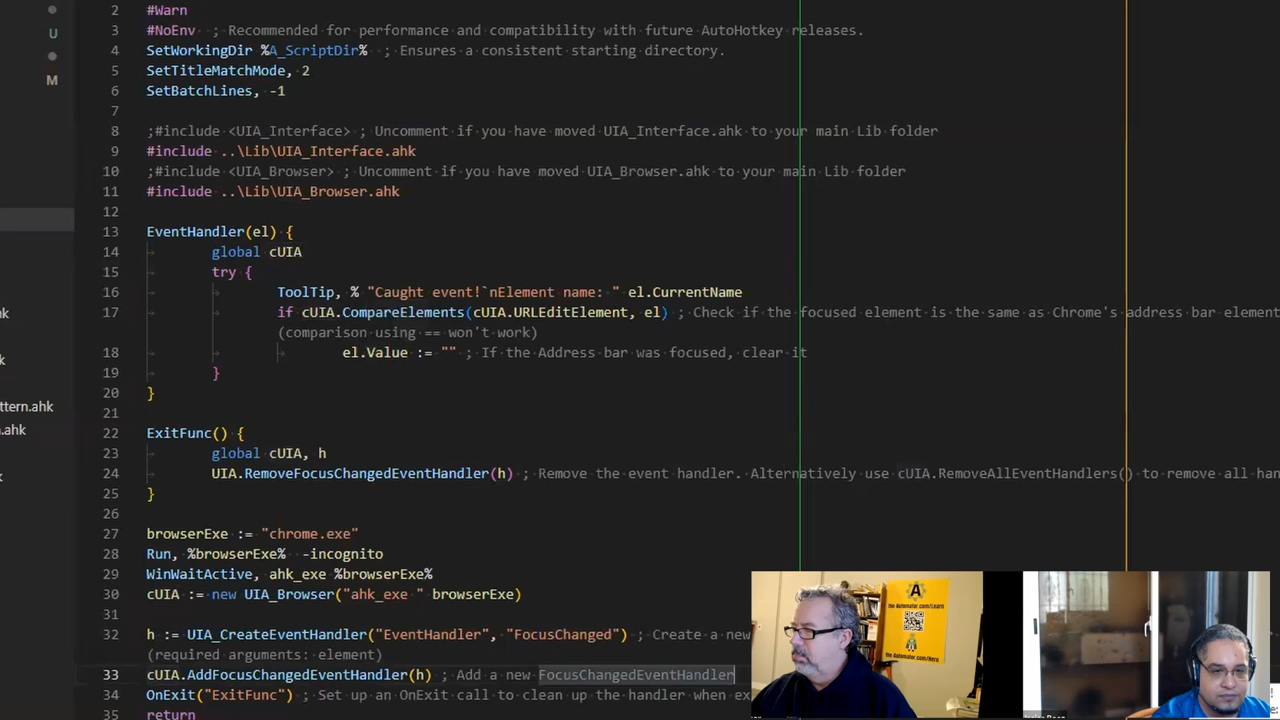 2 #Warn
U
3 #NoEnv ; Recommended for performance and compatibility with future AutoHotkey releases.
4 SetWorkingDir %A_ScriptDir% ; Ensures a consistent starting directory.
M
5 SetTitleMatchMode, 2
6 SetBatchLines, -1
7
8 ;#include <UIA_Interface> ; Uncomment if you have moved UIA_Interface.ahk to your main Lib folder
9 #include ..\Lib\UIA_Interface.ahk
10 ;#include <UIA_Browser> ; Uncomment if you have moved UIA_Browser.ahk to your main Lib folder
11 #include ..\Lib\UIA_Browser.ahk
12
13 EventHandler(el) {
14 global cUIA
15 try {
16 ToolTip, % "Caught event!`nElement name: " el.CurrentName
17 if cUIA.CompareElements(cUIA.URLEditElement, el) ; Check if the focused element is the same as Chrome's address bar element
(comparison using == won't work)
18 el.Value := "" ; If the Address bar was focused, clear it
19 }
20 }
ttern.ahk
21
.ahk
22 ExitFunc() {
23 global cUIA, h
24 UIA.RemoveFocusChangedEventHandler(h) ; Remove the event handler. Alternatively use cUIA.RemoveAllEventHandlers() to remove all han
25 }
26
27 browserExe := "chrome.exe"
28 Run, %browserExe% -incognito
29 WinWaitActive, ahk_exe %browserExe%
30 cUIA := new UIA_Browser("ahk_exe " browserExe)
31
32 h := UIA_CreateEventHandler("EventHandler", "FocusChanged") ; Create a new
(required arguments: element)
33 cUIA.AddFocusChangedEventHandler(h) ; Add a new FocusChangedEventHandler
34 OnExit("ExitFunc") ; Set up an OnExit call to clean up the handler when ex
35 return
A
the-Automator.com/Learn
the-Automator.com/Hero